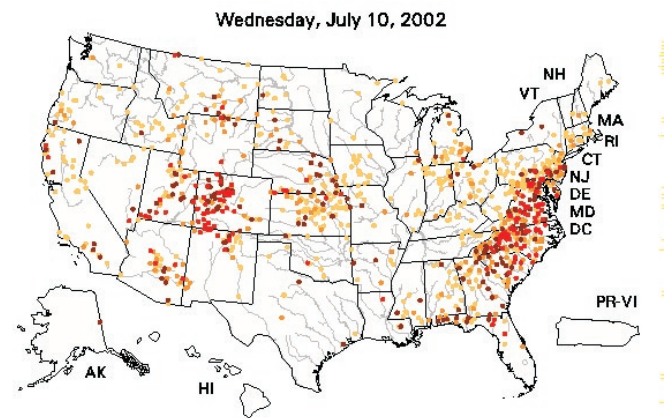 Wednesday, July 10, 2002
NH
VT
MA
RI
CT
NJ
DE
MD
DC
PR-VI
AK
HI